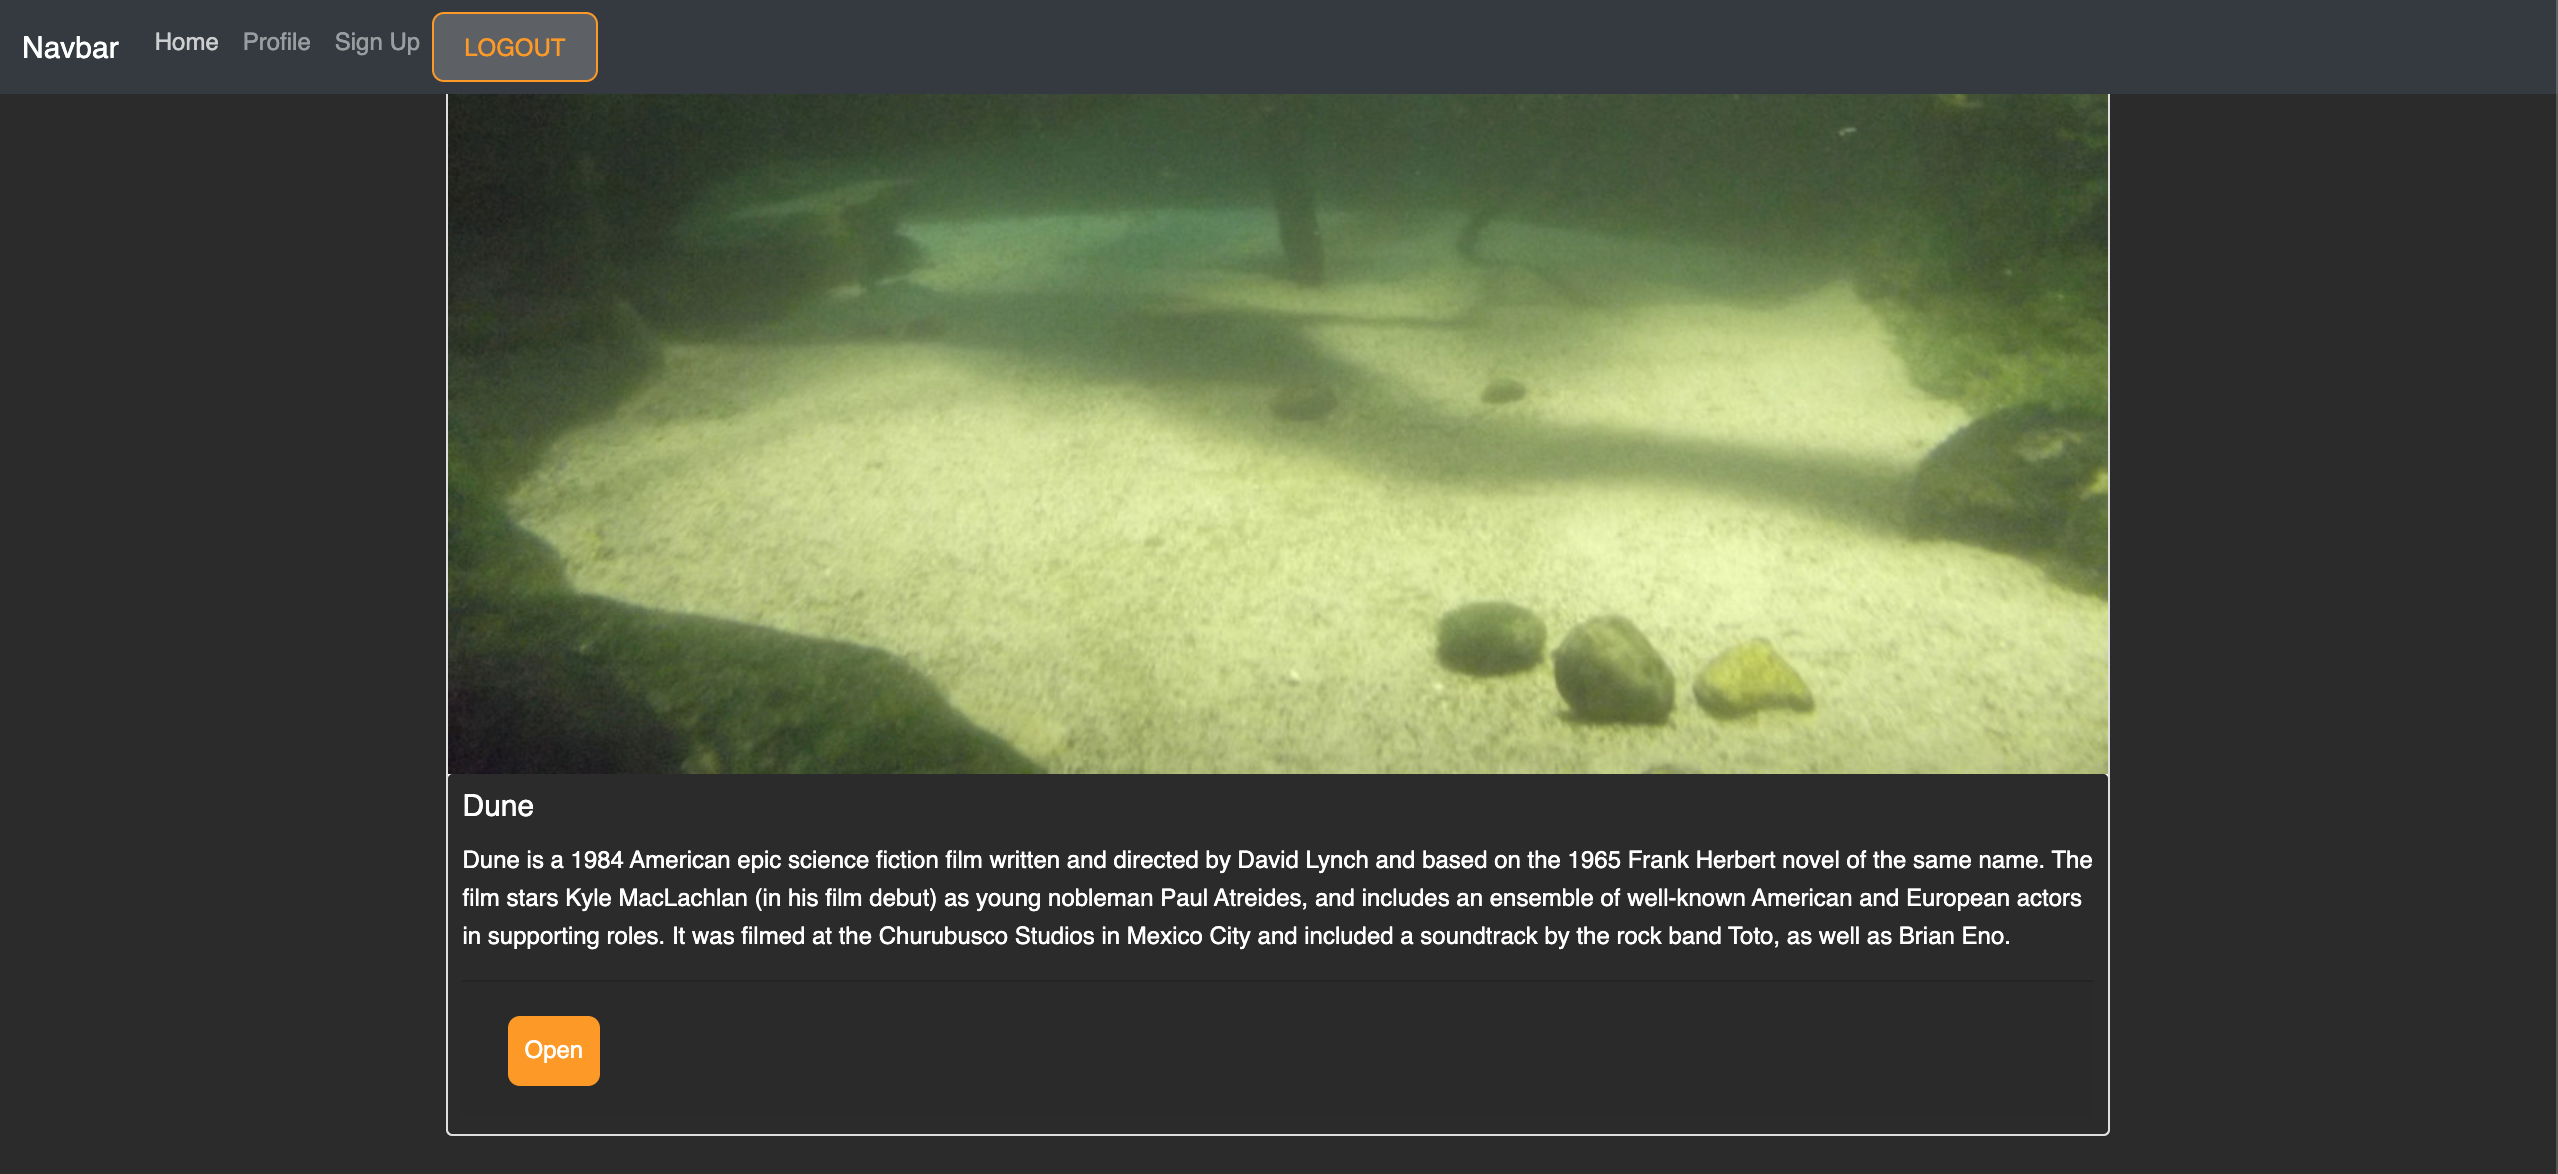 Navbar Home Profile Sign Up LOGOUT
Dune
Dune is a 1984 American epic science fiction film written and directed by David Lynch and based on the 1965 Frank Herbert novel of the same name. The
film stars Kyle MacLachlan (in his film debut) as young nobleman Paul Atreides, and includes an ensemble of well-known American and European actors
in supporting roles. It was filmed at the Churubusco Studios in Mexico City and included a soundtrack by the rock band Toto, as well as Brian Eno.
Open